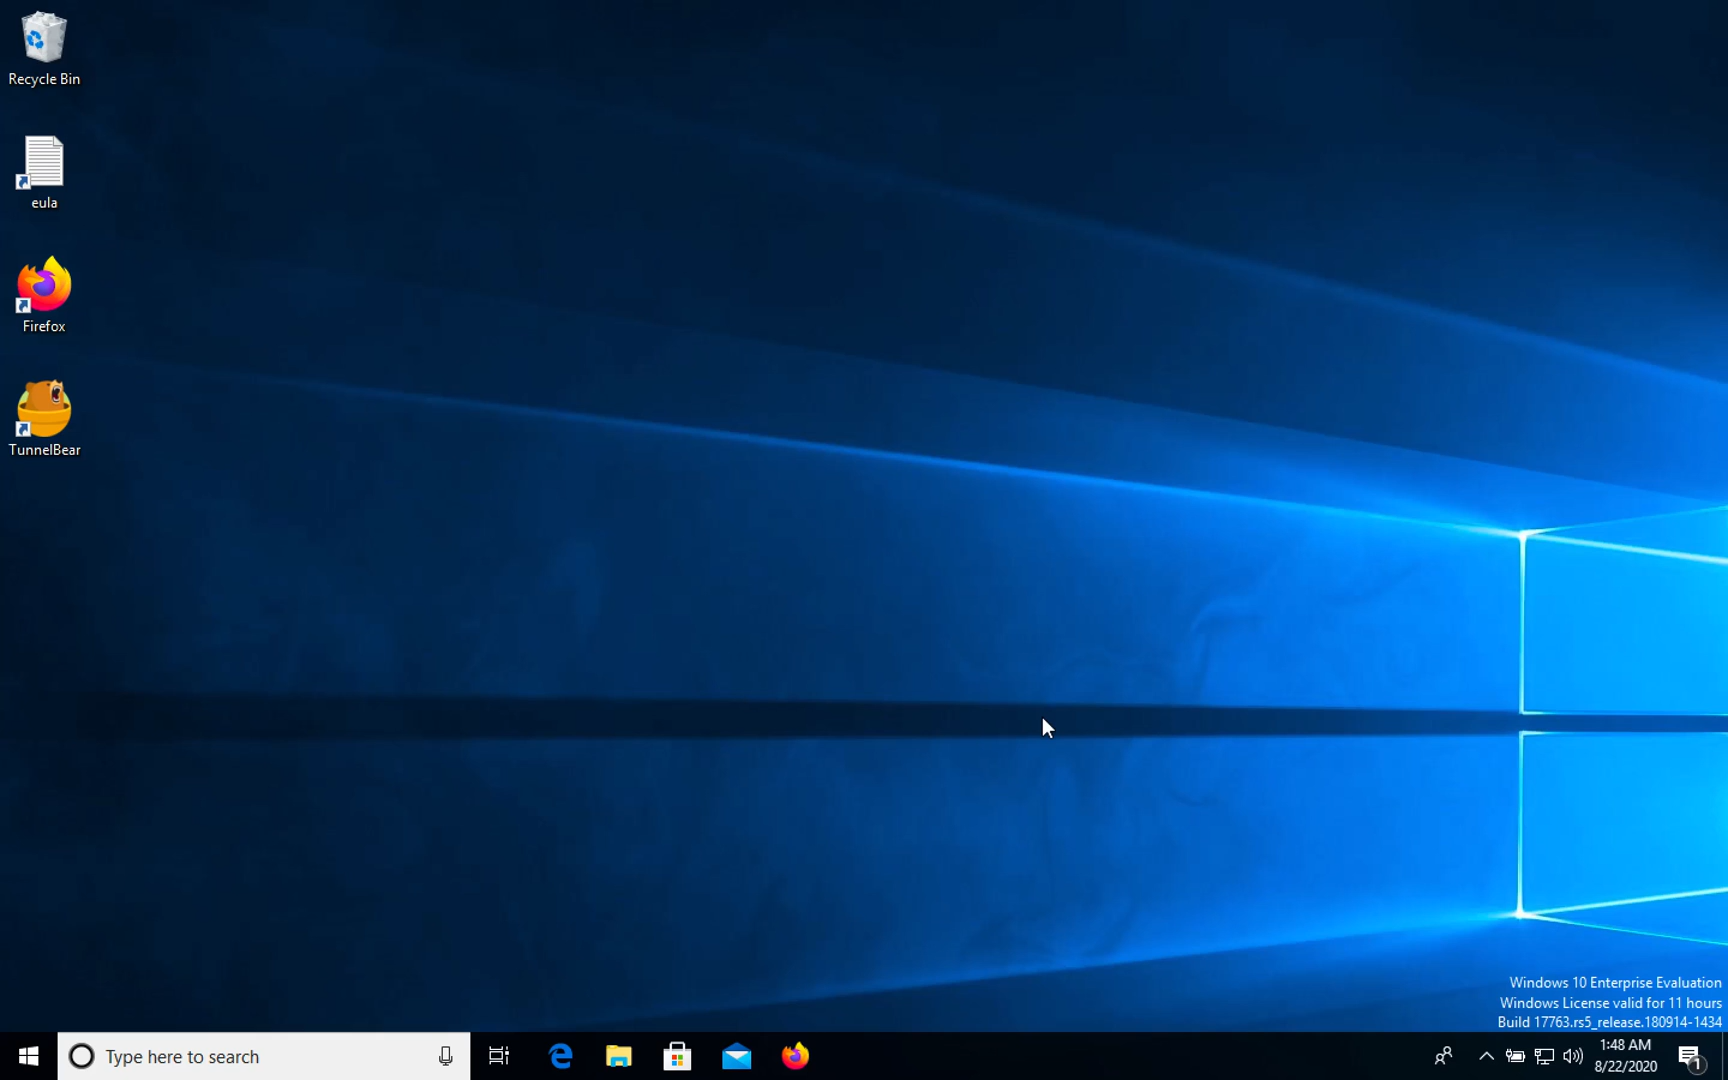 Recycle Bin
eula
Firefox
TunnelBear
Windows 10 Enterprise Evaluation
Windows License valid for 11 hours
Build 17763.rs5_release.180914-1434
Type here to search
1:48 AM
8/22/2020
1